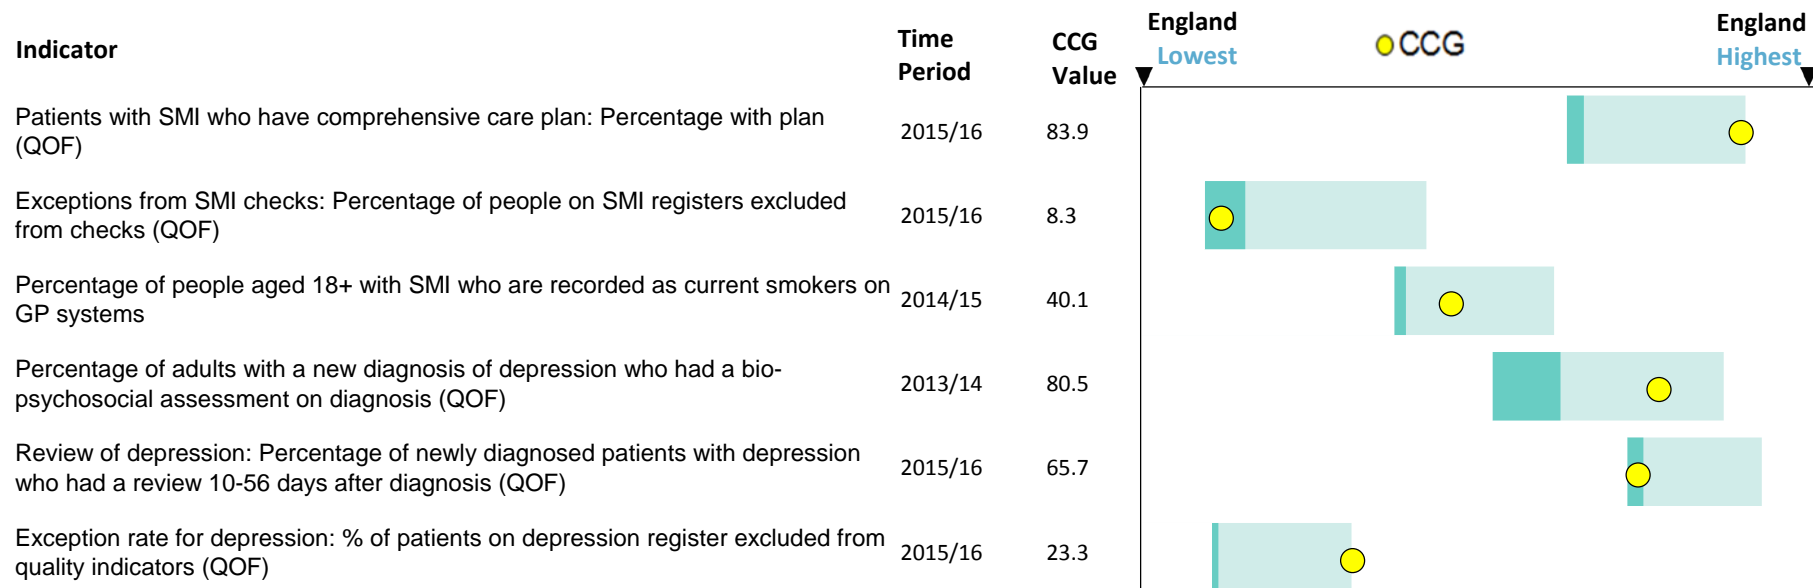 Indicator
Time
Period
CCG
Value
England
Lowest
CCG
England
Highest
Patients with SMI who have comprehensive care plan: Percentage with plan
(QOF)
2015/16
83.9
Exceptions from SMI checks: Percentage of people on SMI registers excluded
from checks (QOF)
2015/16
8.3
Percentage of people aged 18+ with SMI who are recorded as current smokers on
GP systems
2014/15
40.1
Percentage of adults with a new diagnosis of depression who had a bio-
psychosocial assessment on diagnosis (QOF)
2013/14
80.5
Review of depression: Percentage of newly diagnosed patients with depression
who had a review 10-56 days after diagnosis (QOF)
2015/16
65.7
Exception rate for depression: % of patients on depression register excluded from
quality indicators (QOF)
2015/16
23.3